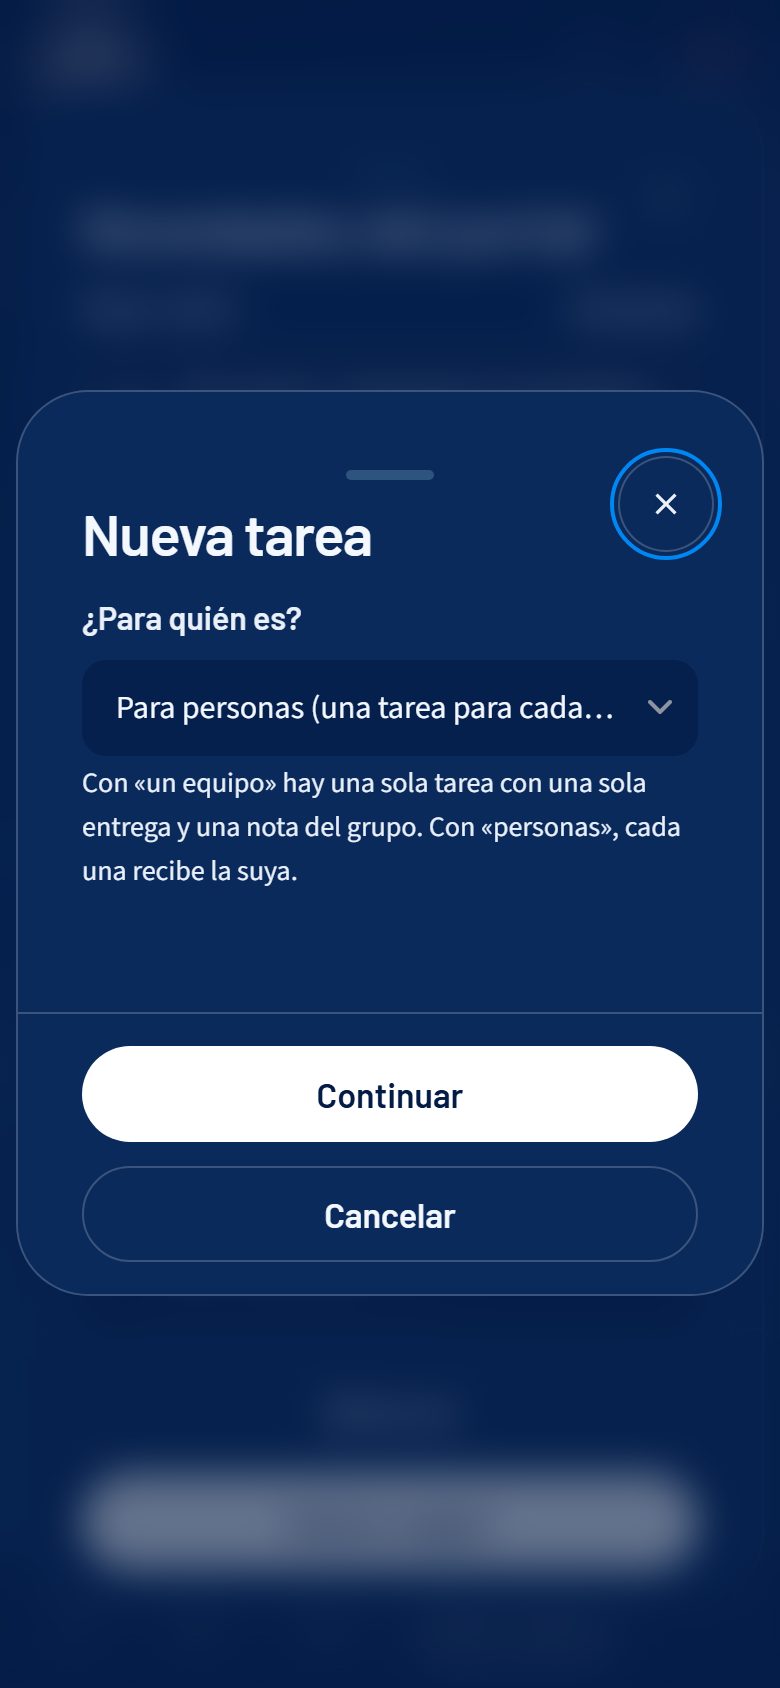 Nueva tarea
¿Para quién es?
Para personas (una tarea para cada…
Con «un equipo» hay una sola tarea con una sola
entrega y una nota del grupo. Con «personas», cada
una recibe la suya.
Continuar
Cancelar